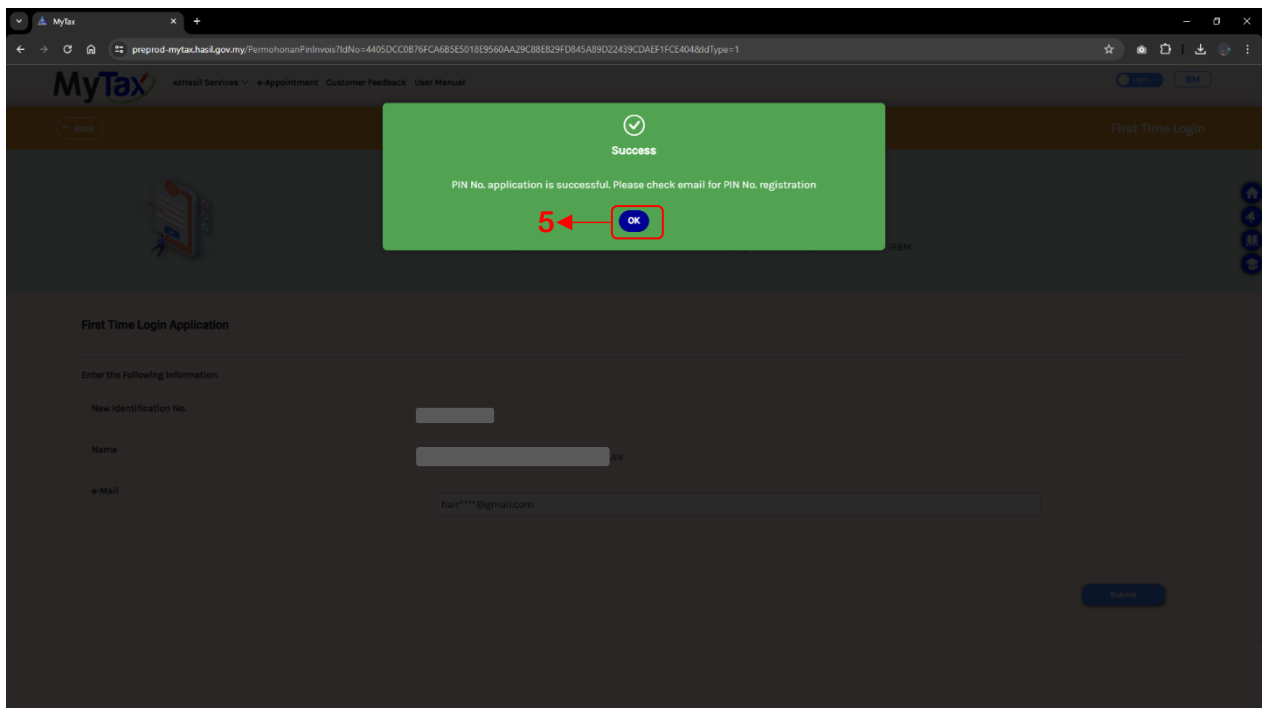 MyTax
preprod-mytax.hasil.gov.my/PermohonanPinInvois?IdNo=4405DCC0B76FCA6B5E5018E9560AA29C88E829FD845A89D22439CDAEF1FCE404&IdType=1
MyTax ezHasil Services e-Appointment Customer Feedback User Manual BM
← Back First Time Login
Success
PIN No. application is successful. Please check email for PIN No. registration
5 OK
First Time Login Application
Enter the Following Information.
New Identification No.
Name AN
e-Mail
hair****@gmail.com
Submit